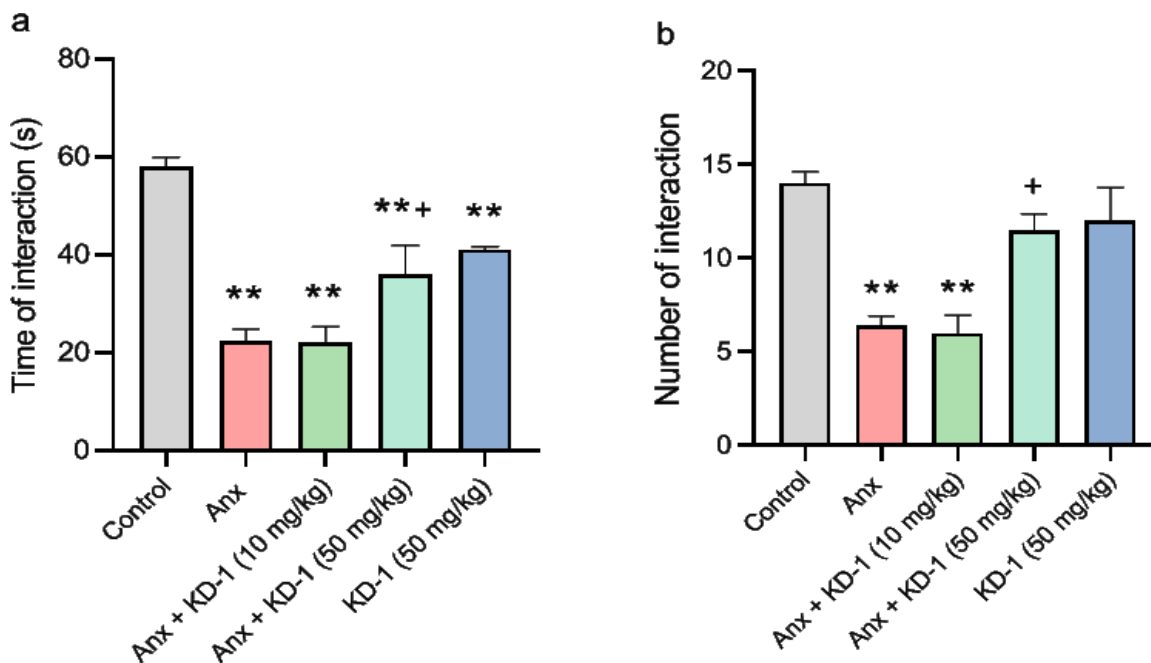 a
Time of interaction (s)
80
60
40
20
0
**
**
**+
**
Control
Anx
Anx + KD-1 (10 mg/kg)
Anx + KD-1 (50 mg/kg)
KD-1 (50 mg/kg)
b
Number of interaction
20
15
10
5
0
**
**
+
Control
Anx
Anx + KD-1 (10 mg/kg)
Anx + KD-1 (50 mg/kg)
KD-1 (50 mg/kg)